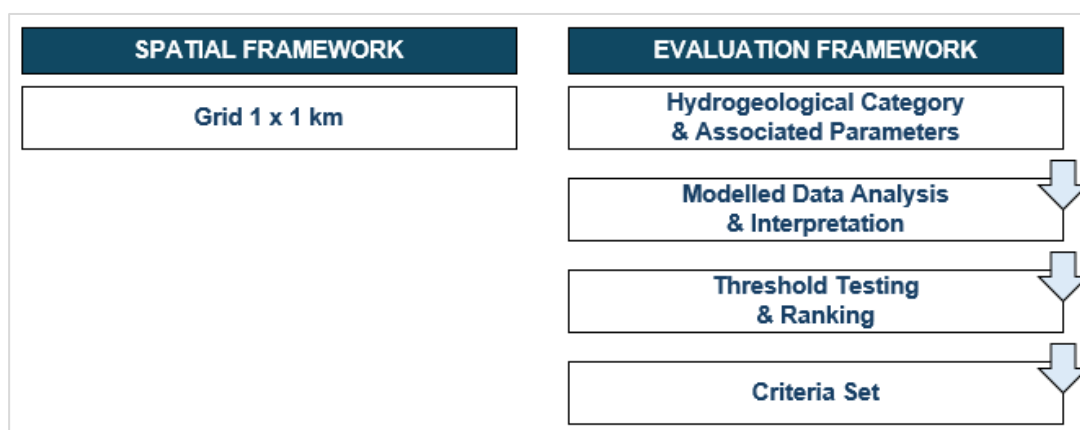 SPATIAL FRAMEWORK
Grid 1 x 1 km
EVALUATION FRAMEWORK
Hydrogeological Category
& Associated Parameters
Modelled Data Analysis
& Interpretation
Threshold Testing
& Ranking
Criteria Set